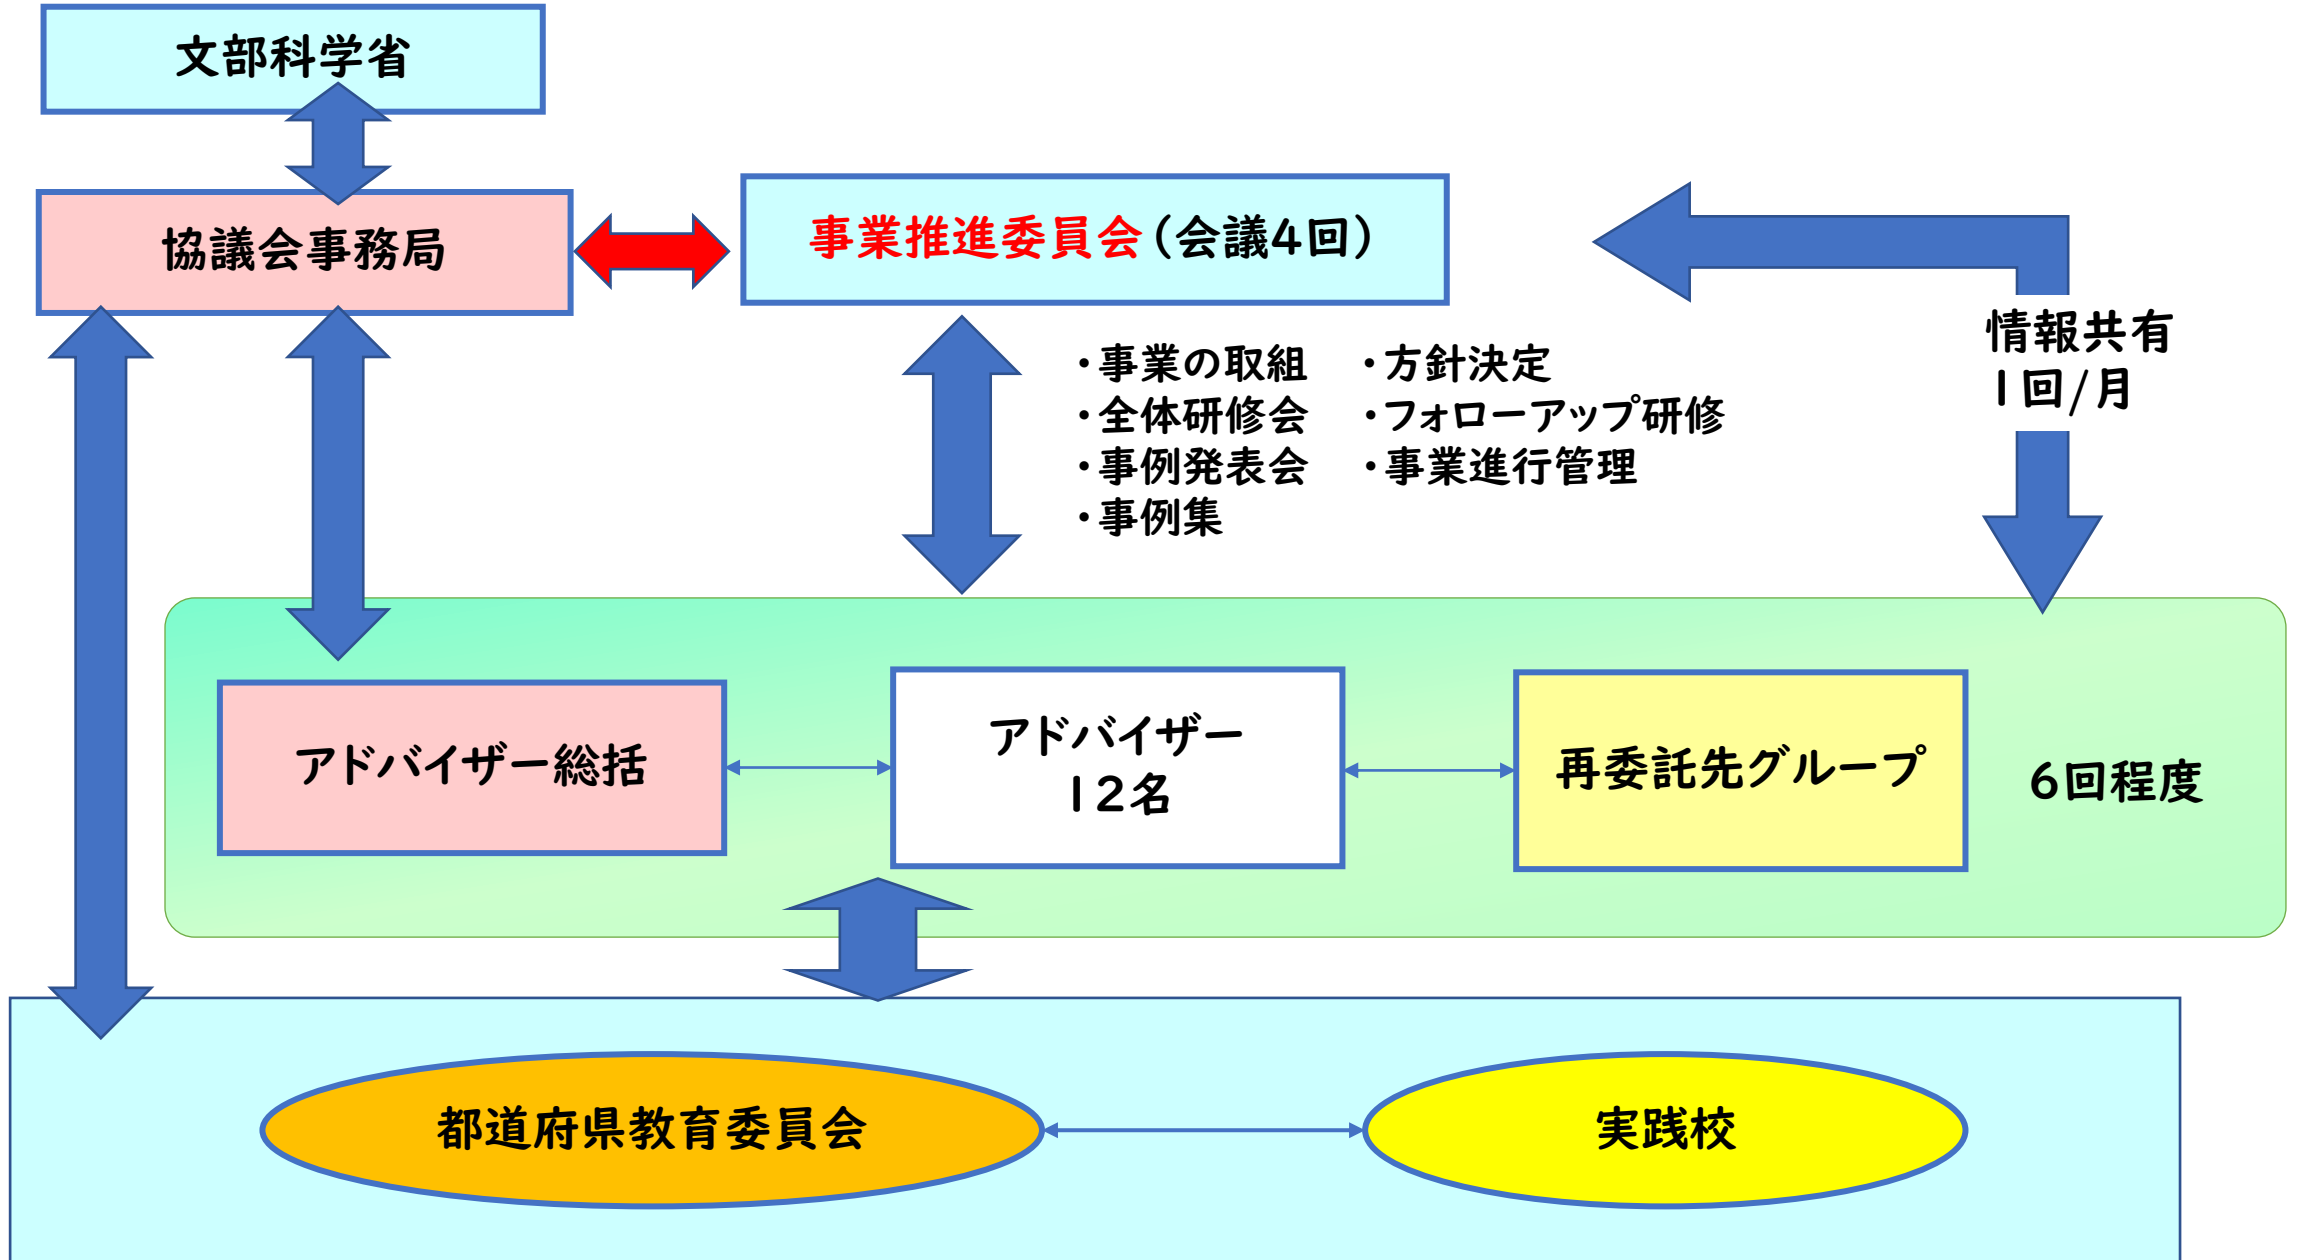 文部科学省
協議会事務局
事業推進委員会（会議4回）
情報共有
1回/月
・事業の取組　・方針決定
・全体研修会　・フォローアップ研修
・事例発表会　・事業進行管理
・事例集
アドバイザー総括
アドバイザー
12名
再委託先グループ
6回程度
都道府県教育委員会
実践校